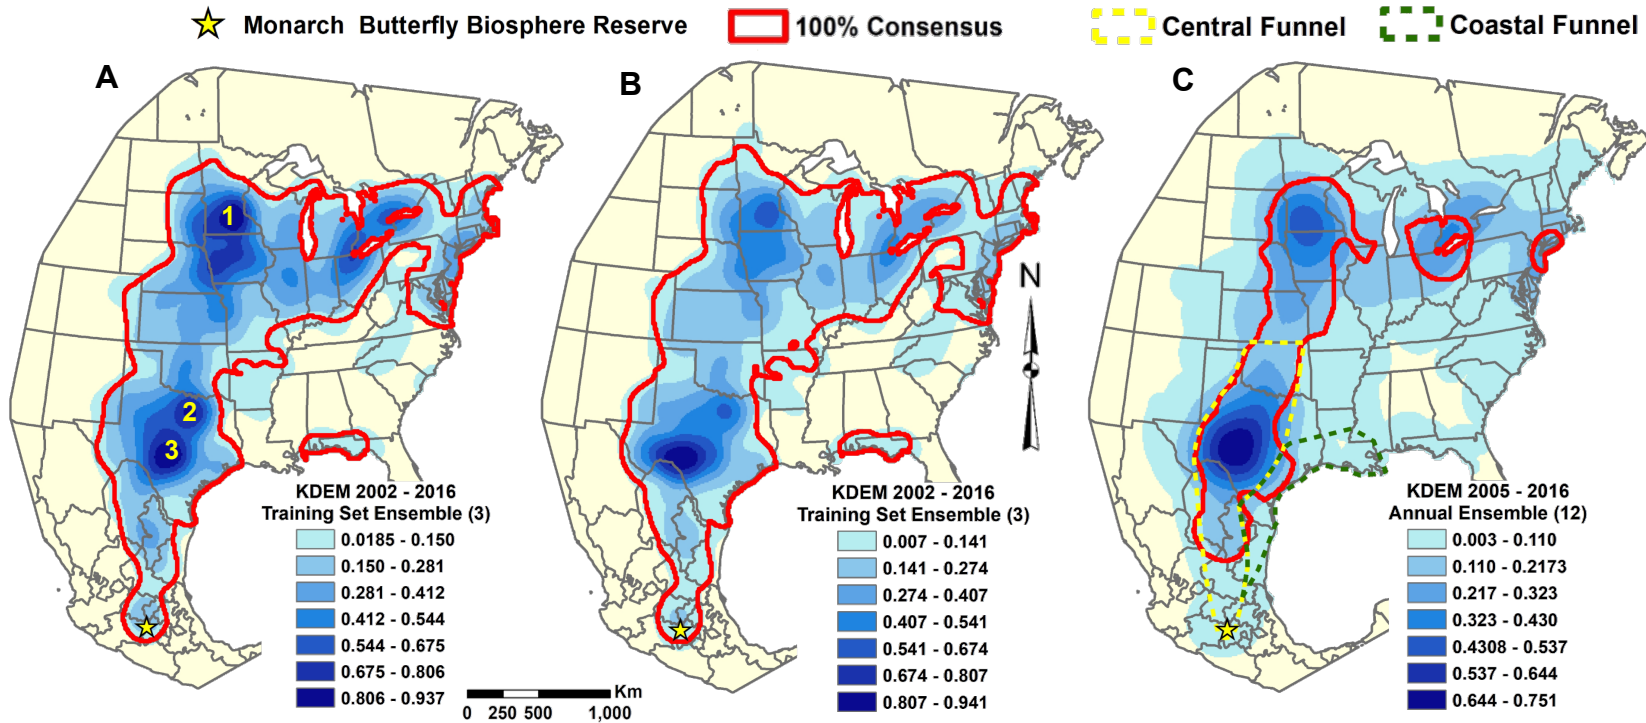 Monarch Butterfly Biosphere Reserve
100% Consensus
Central Funnel
Coastal Funnel
A
1
2
3
KDEM 2002 - 2016
Training Set Ensemble (3)
0.0185 - 0.150
0.150 - 0.281
0.281 - 0.412
0.412 - 0.544
0.544 - 0.675
0.675 - 0.806
0.806 - 0.937
B
KDEM 2002 - 2016
Training Set Ensemble (3)
0.007 - 0.141
0.141 - 0.274
0.274 - 0.407
0.407 - 0.541
0.541 - 0.674
0.674 - 0.807
0.807 - 0.941
Km
0 250 500 1,000
N
C
KDEM 2005 - 2016
Annual Ensemble (12)
0.003 - 0.110
0.110 - 0.2173
0.217 - 0.323
0.323 - 0.430
0.4308 - 0.537
0.537 - 0.644
0.644 - 0.751